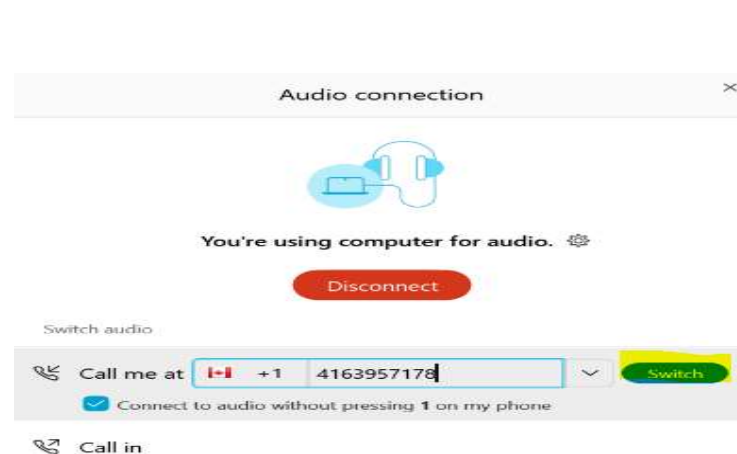 Audio connection
You're using computer for audio.
Disconnect
Switch audio
Call me at +1 4163957178 Switch
Connect to audio without pressing 1 on my phone
Call in